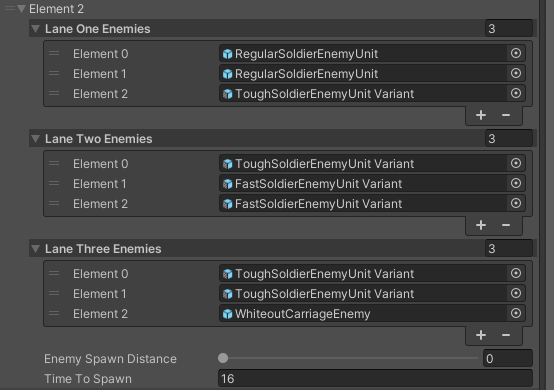 Element 2
Lane One Enemies 3
Element 0 RegularSoldierEnemyUnit
Element 1 RegularSoldierEnemyUnit
Element 2 ToughSoldierEnemyUnit Variant
Lane Two Enemies 3
Element 0 ToughSoldierEnemyUnit Variant
Element 1 FastSoldierEnemyUnit Variant
Element 2 FastSoldierEnemyUnit Variant
Lane Three Enemies 3
Element 0 ToughSoldierEnemyUnit Variant
Element 1 ToughSoldierEnemyUnit Variant
Element 2 WhiteoutCarriageEnemy
Enemy Spawn Distance 0
Time To Spawn 16